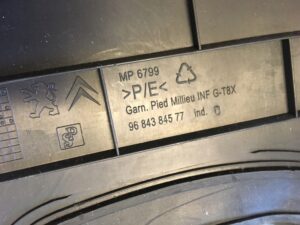 MP 6799
>P/E<
Garn. Pied Millieu INF G-T8X
96 843 845 77 ind.